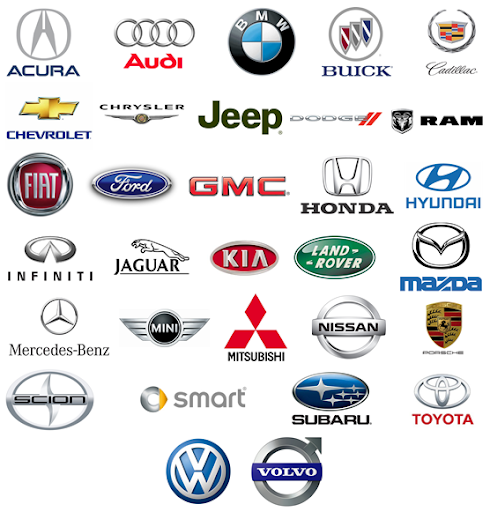 ACURA
Audi
BMW
BUICK
Cadillac
CHEVROLET
CHRYSLER
Jeep
DODGE
RAM
FIAT
Ford
GMC
HONDA
HYUNDAI
INFINITI
JAGUAR
KIA
LAND-
ROVER
mazda
Mercedes-Benz
MINI
MITSUBISHI
NISSAN
PORSCHE
SCION
smart
SUBARU
TOYOTA
VOLVO